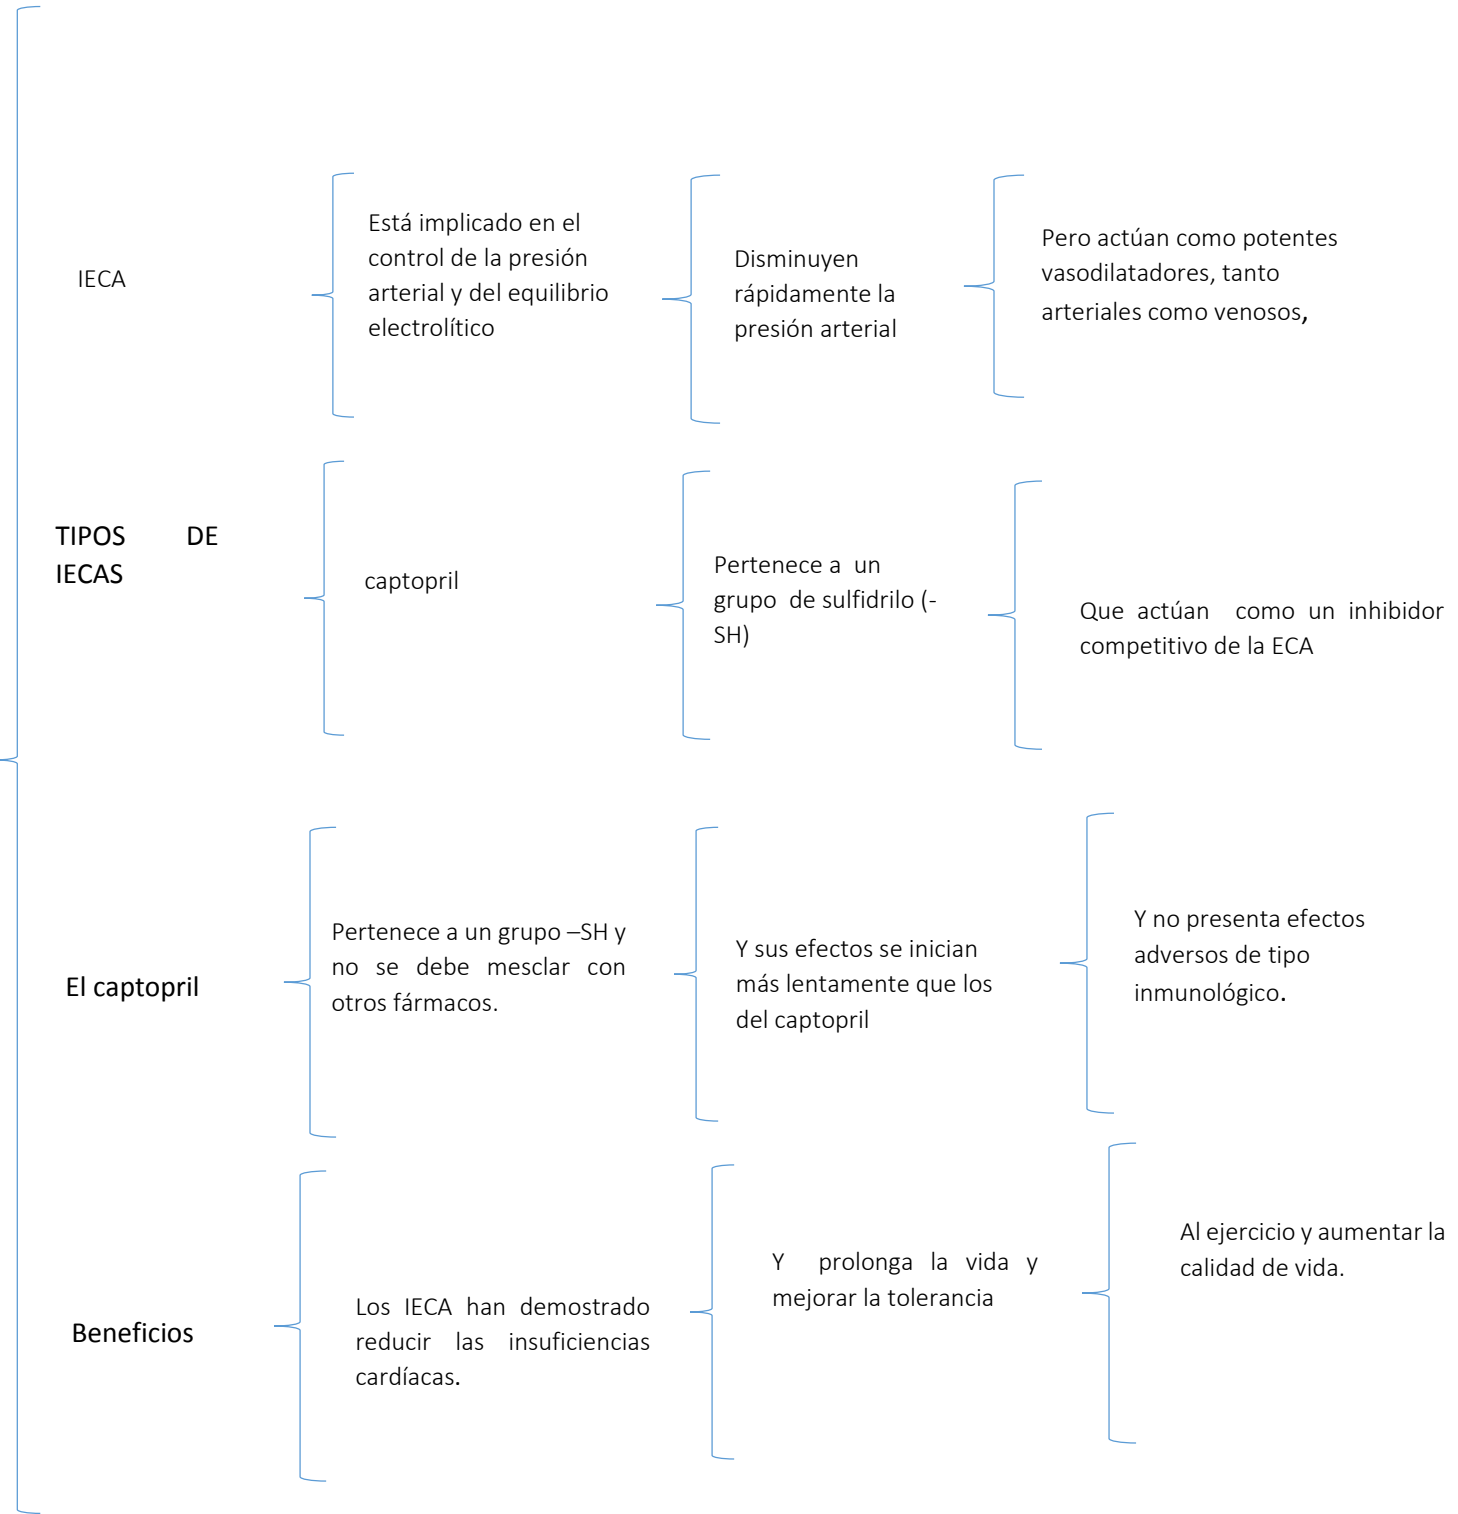 IECA
Está implicado en el
control de la presión
arterial y del equilibrio
electrolítico
Disminuyen
rápidamente la
presión arterial
Pero actúan como potentes
vasodilatadores, tanto
arteriales como venosos,
TIPOS DE
IECAS
captopril
Pertenece a un
grupo de sulfidrilo (-
SH)
Que actúan como un inhibidor
competitivo de la ECA
El captopril
Pertenece a un grupo –SH y
no se debe mesclar con
otros fármacos.
Y sus efectos se inician
más lentamente que los
del captopril
Y no presenta efectos
adversos de tipo
inmunológico.
Beneficios
Los IECA han demostrado
reducir las insuficiencias
cardíacas.
Y prolonga la vida y
mejorar la tolerancia
Al ejercicio y aumentar la
calidad de vida.